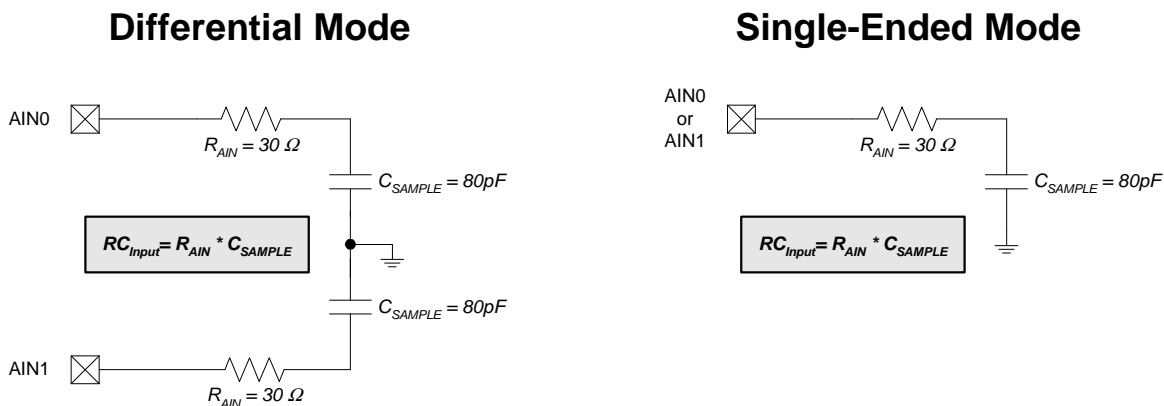 Differential Mode
AIN0
R_AIN = 30 Ω
C_SAMPLE = 80pF
RC_Input= R_AIN * C_SAMPLE
C_SAMPLE = 80pF
AIN1
R_AIN = 30 Ω
Single-Ended Mode
AIN0
or
AIN1
R_AIN = 30 Ω
C_SAMPLE = 80pF
RC_Input= R_AIN * C_SAMPLE